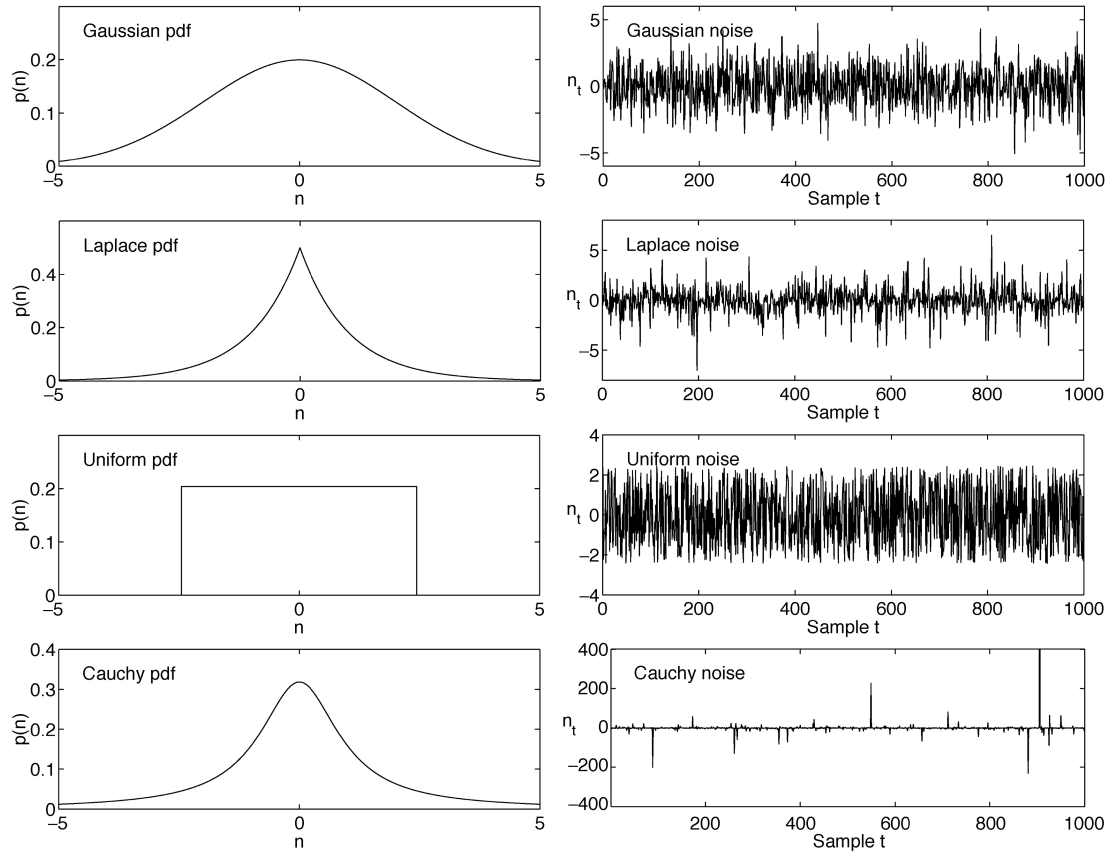 Gaussian pdf
p(n)
0.2
0.1
0
−5
0
5
n
Gaussian noise
n_t
5
0
−5
0
200
400
600
800
1000
Sample t
Laplace pdf
p(n)
0.4
0.2
0
−5
0
5
n
Laplace noise
n_t
5
0
−5
0
200
400
600
800
1000
Sample t
Uniform pdf
p(n)
0.2
0.1
0
−5
0
5
n
Uniform noise
n_t
4
2
0
−2
−4
0
200
400
600
800
1000
Sample t
Cauchy pdf
p(n)
0.4
0.3
0.2
0.1
0
−5
0
5
n
Cauchy noise
n_t
400
200
0
−200
−400
200
400
600
800
1000
Sample t